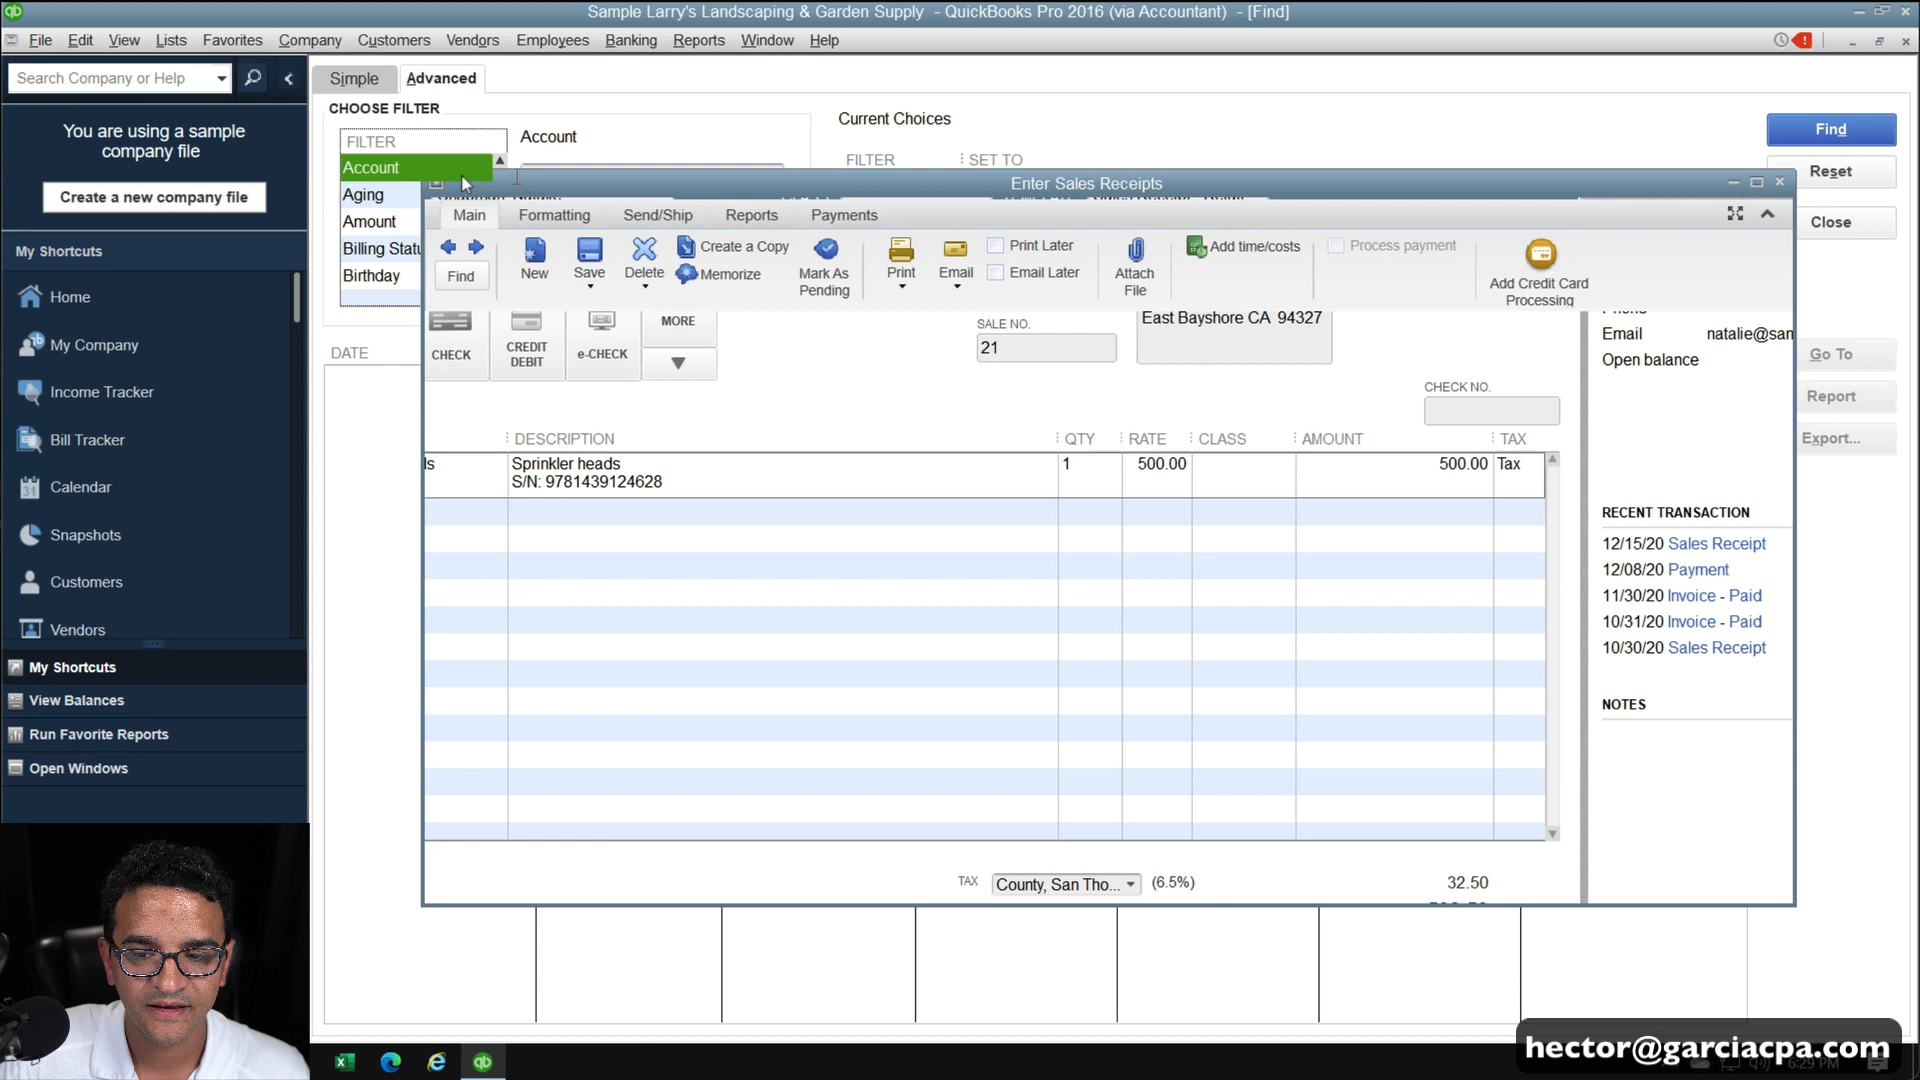 Sample Larry's Landscaping & Garden Supply - QuickBooks Pro 2016 (via Accountant) - [Find]
File Edit View Lists Favorites Company Customers Vendors Employees Banking Reports Window Help
Search Company or Help
You are using a sample
company file
Create a new company file
My Shortcuts
Home
My Company
Income Tracker
Bill Tracker
Calendar
Snapshots
Customers
Vendors
My Shortcuts
View Balances
Run Favorite Reports
Open Windows
Simple Advanced
CHOOSE FILTER
FILTER
Account
Aging
Amount
Billing Statu
Birthday
Account
DATE
Current Choices
FILTER SET TO
Find
Reset
Close
Go To
Report
Export...
Enter Sales Receipts
Main Formatting Send/Ship Reports Payments
Find
New
Save
Delete
Create a Copy
Memorize
Mark As
Pending
Print
Email
Print Later
Email Later
Attach
File
Add time/costs
Process payment
Add Credit Card
Processing
CHECK
CREDIT
DEBIT
e-CHECK
MORE
SALE NO.
21
East Bayshore CA 94327
CHECK NO.
DESCRIPTION QTY RATE CLASS AMOUNT TAX
ls Sprinkler heads 1 500.00 500.00 Tax
S/N: 9781439124628
TAX County, San Tho... (6.5%) 32.50
Email natalie@san
Open balance
RECENT TRANSACTION
12/15/20 Sales Receipt
12/08/20 Payment
11/30/20 Invoice - Paid
10/31/20 Invoice - Paid
10/30/20 Sales Receipt
NOTES
hector@garciacpa.com
6:29 PM